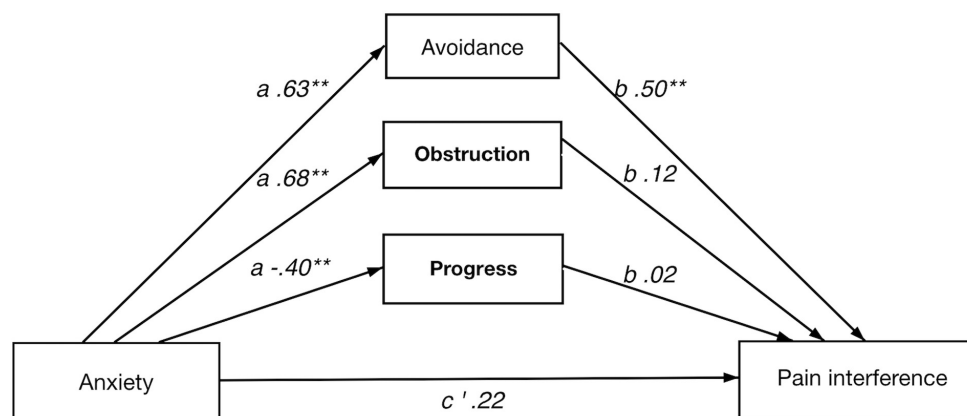 Avoidance
a .63**
b .50**
Obstruction
a .68**
b .12
Progress
a -.40**
b .02
Anxiety
Pain interference
c ' .22